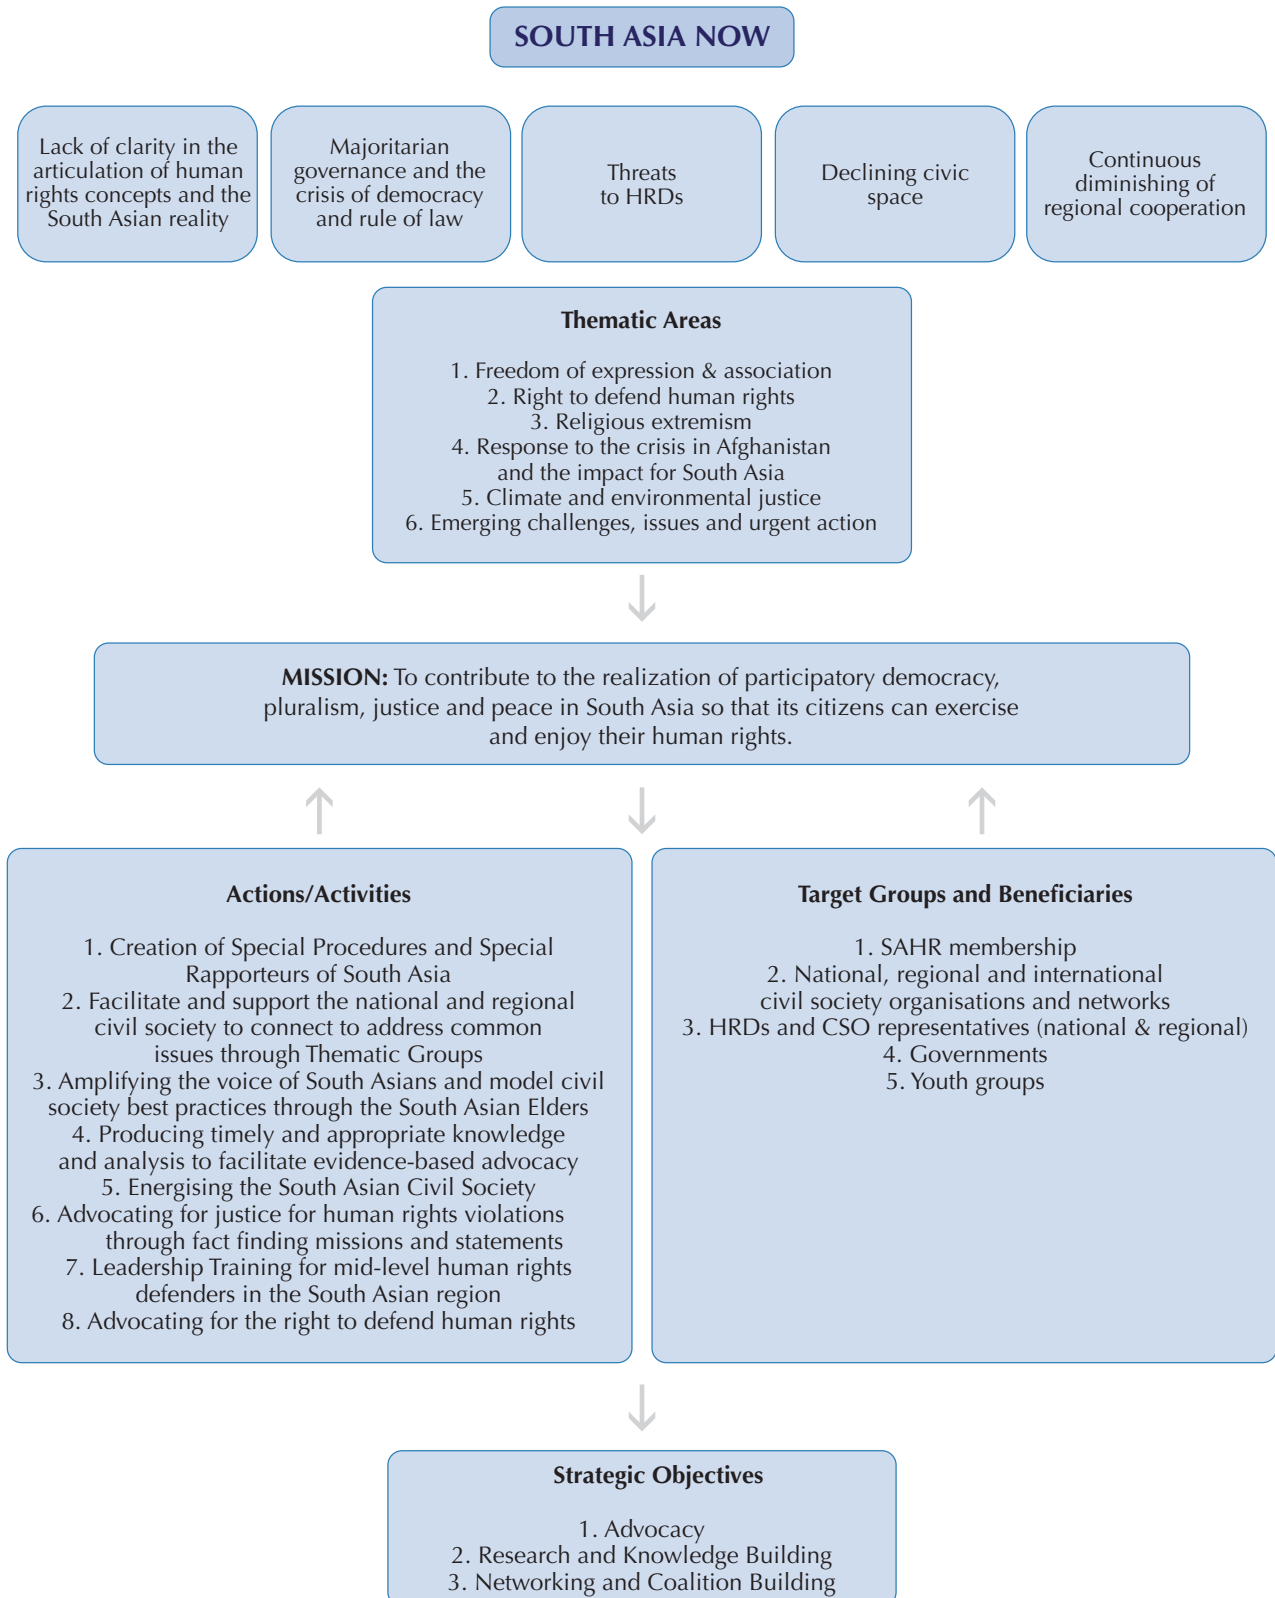 SOUTH ASIA NOW
Lack of clarity in the
articulation of human
rights concepts and the
South Asian reality
Majoritarian
governance and the
crisis of democracy
and rule of law
Threats
to HRDs
Declining civic
space
Continuous
diminishing of
regional cooperation
Thematic Areas
1. Freedom of expression & association
2. Right to defend human rights
3. Religious extremism
4. Response to the crisis in Afghanistan
and the impact for South Asia
5. Climate and environmental justice
6. Emerging challenges, issues and urgent action
MISSION: To contribute to the realization of participatory democracy,
pluralism, justice and peace in South Asia so that its citizens can exercise
and enjoy their human rights.
Actions/Activities
1. Creation of Special Procedures and Special
Rapporteurs of South Asia
2. Facilitate and support the national and regional
civil society to connect to address common
issues through Thematic Groups
3. Amplifying the voice of South Asians and model civil
society best practices through the South Asian Elders
4. Producing timely and appropriate knowledge
and analysis to facilitate evidence-based advocacy
5. Energising the South Asian Civil Society
6. Advocating for justice for human rights violations
through fact finding missions and statements
7. Leadership Training for mid-level human rights
defenders in the South Asian region
8. Advocating for the right to defend human rights
Target Groups and Beneficiaries
1. SAHR membership
2. National, regional and international
civil society organisations and networks
3. HRDs and CSO representatives (national & regional)
4. Governments
5. Youth groups
Strategic Objectives
1. Advocacy
2. Research and Knowledge Building
3. Networking and Coalition Building